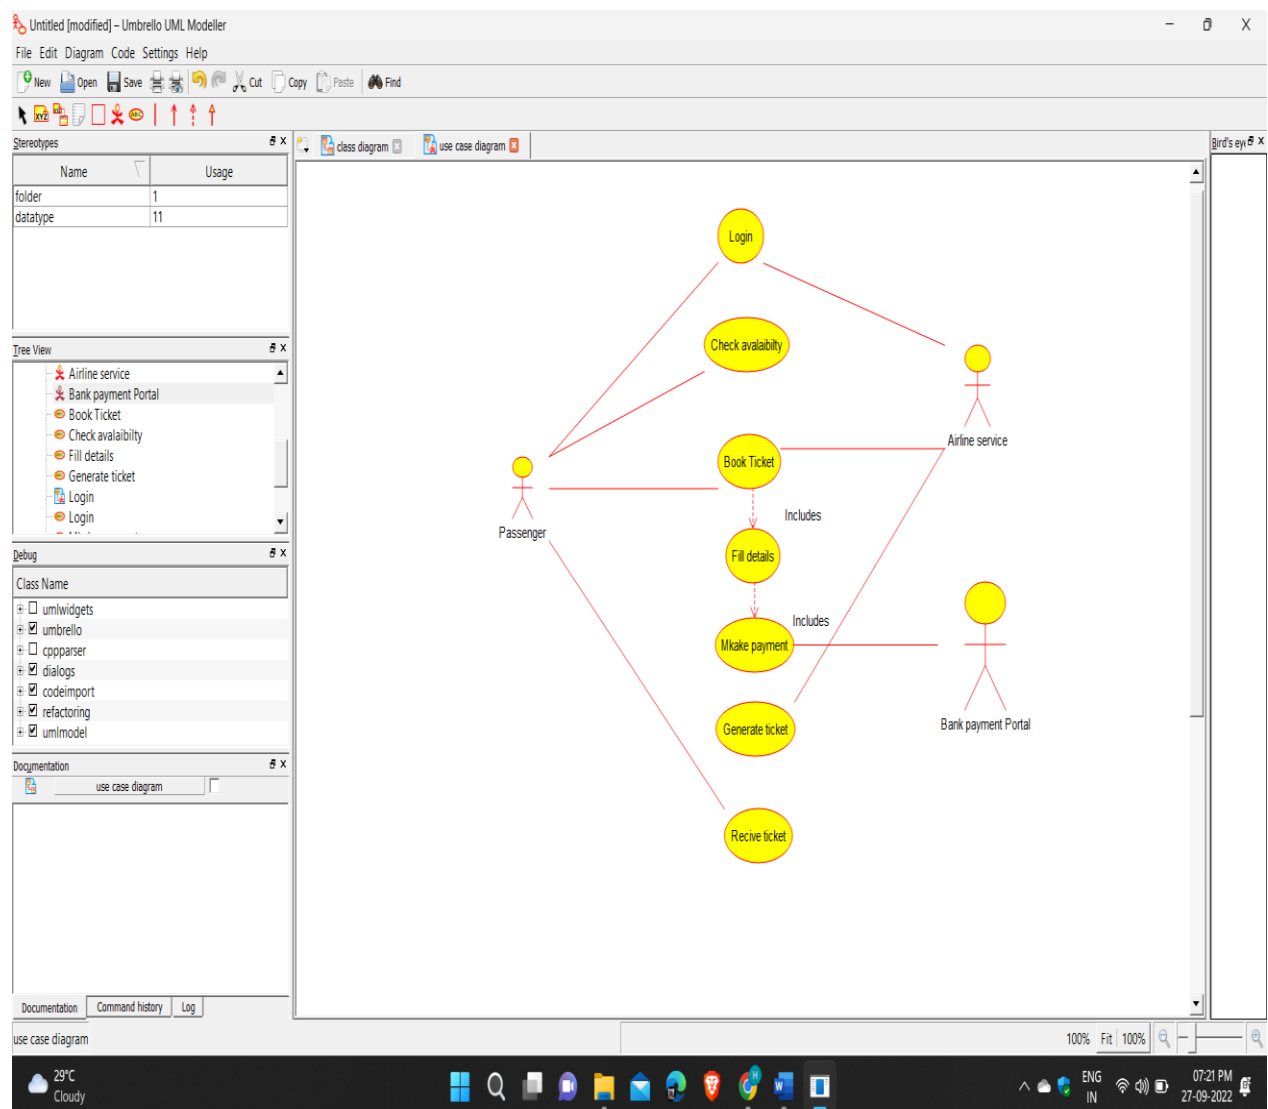 Untitled [modified] – Umbrello UML Modeller
File Edit Diagram Code Settings Help
New Open Save Cut Copy Paste Find
XYZ ABC
Stereotypes
Name Usage
folder 1
datatype 11
Tree View
Airline service
Bank payment Portal
Book Ticket
Check avalaibilty
Fill details
Generate ticket
Login
Login
Debug
Class Name
umlwidgets
umbrello
cppparser
dialogs
codeimport
refactoring
umlmodel
Documentation
use case diagram
Documentation Command history Log
class diagram use case diagram
Bird's eye
Login
Check avalaibilty
Airline service
Book Ticket
Passenger
Includes
Fill details
Includes
Mkake payment
Bank payment Portal
Generate ticket
Recive ticket
use case diagram
100% Fit 100%
29°C
Cloudy
ENG
IN
07:21 PM
27-09-2022